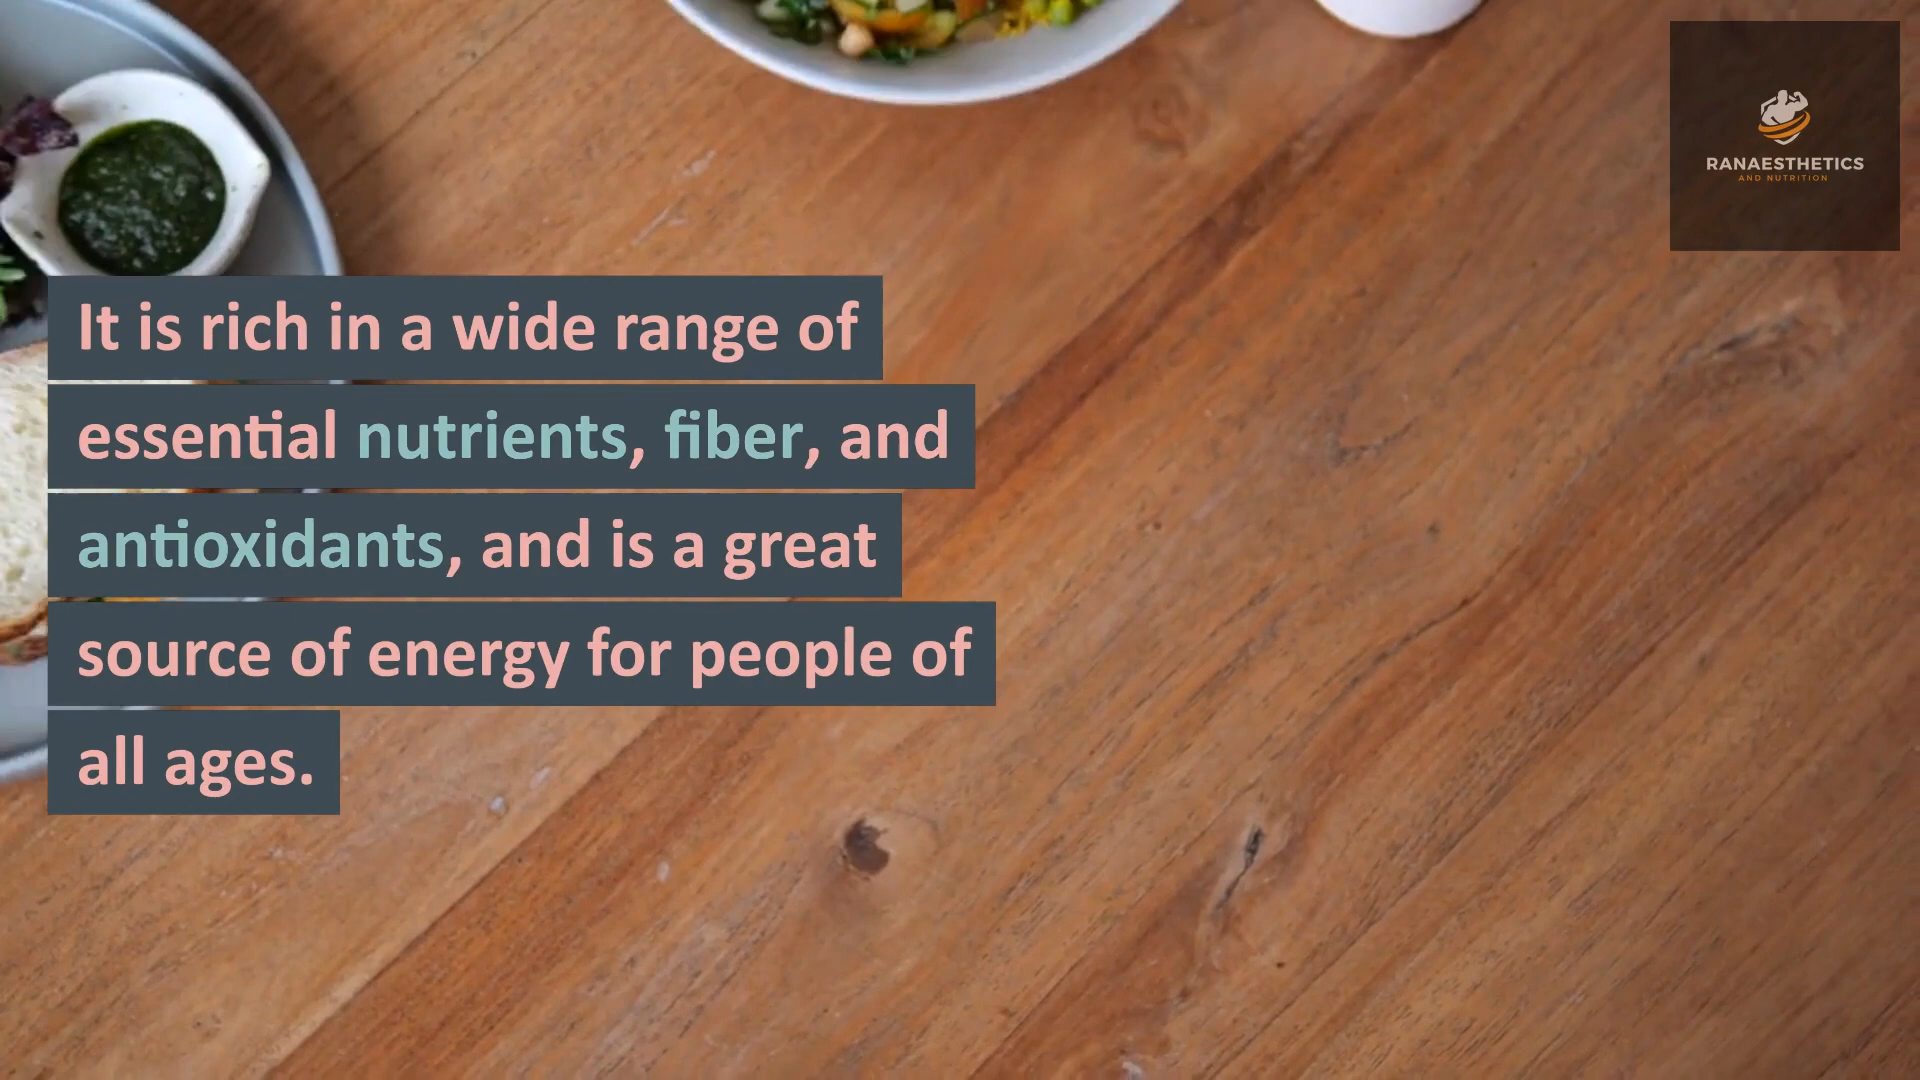 RANAESTHETICS
AND NUTRITION
It is rich in a wide range of
essential nutrients, fiber, and
antioxidants, and is a great
source of energy for people of
all ages.